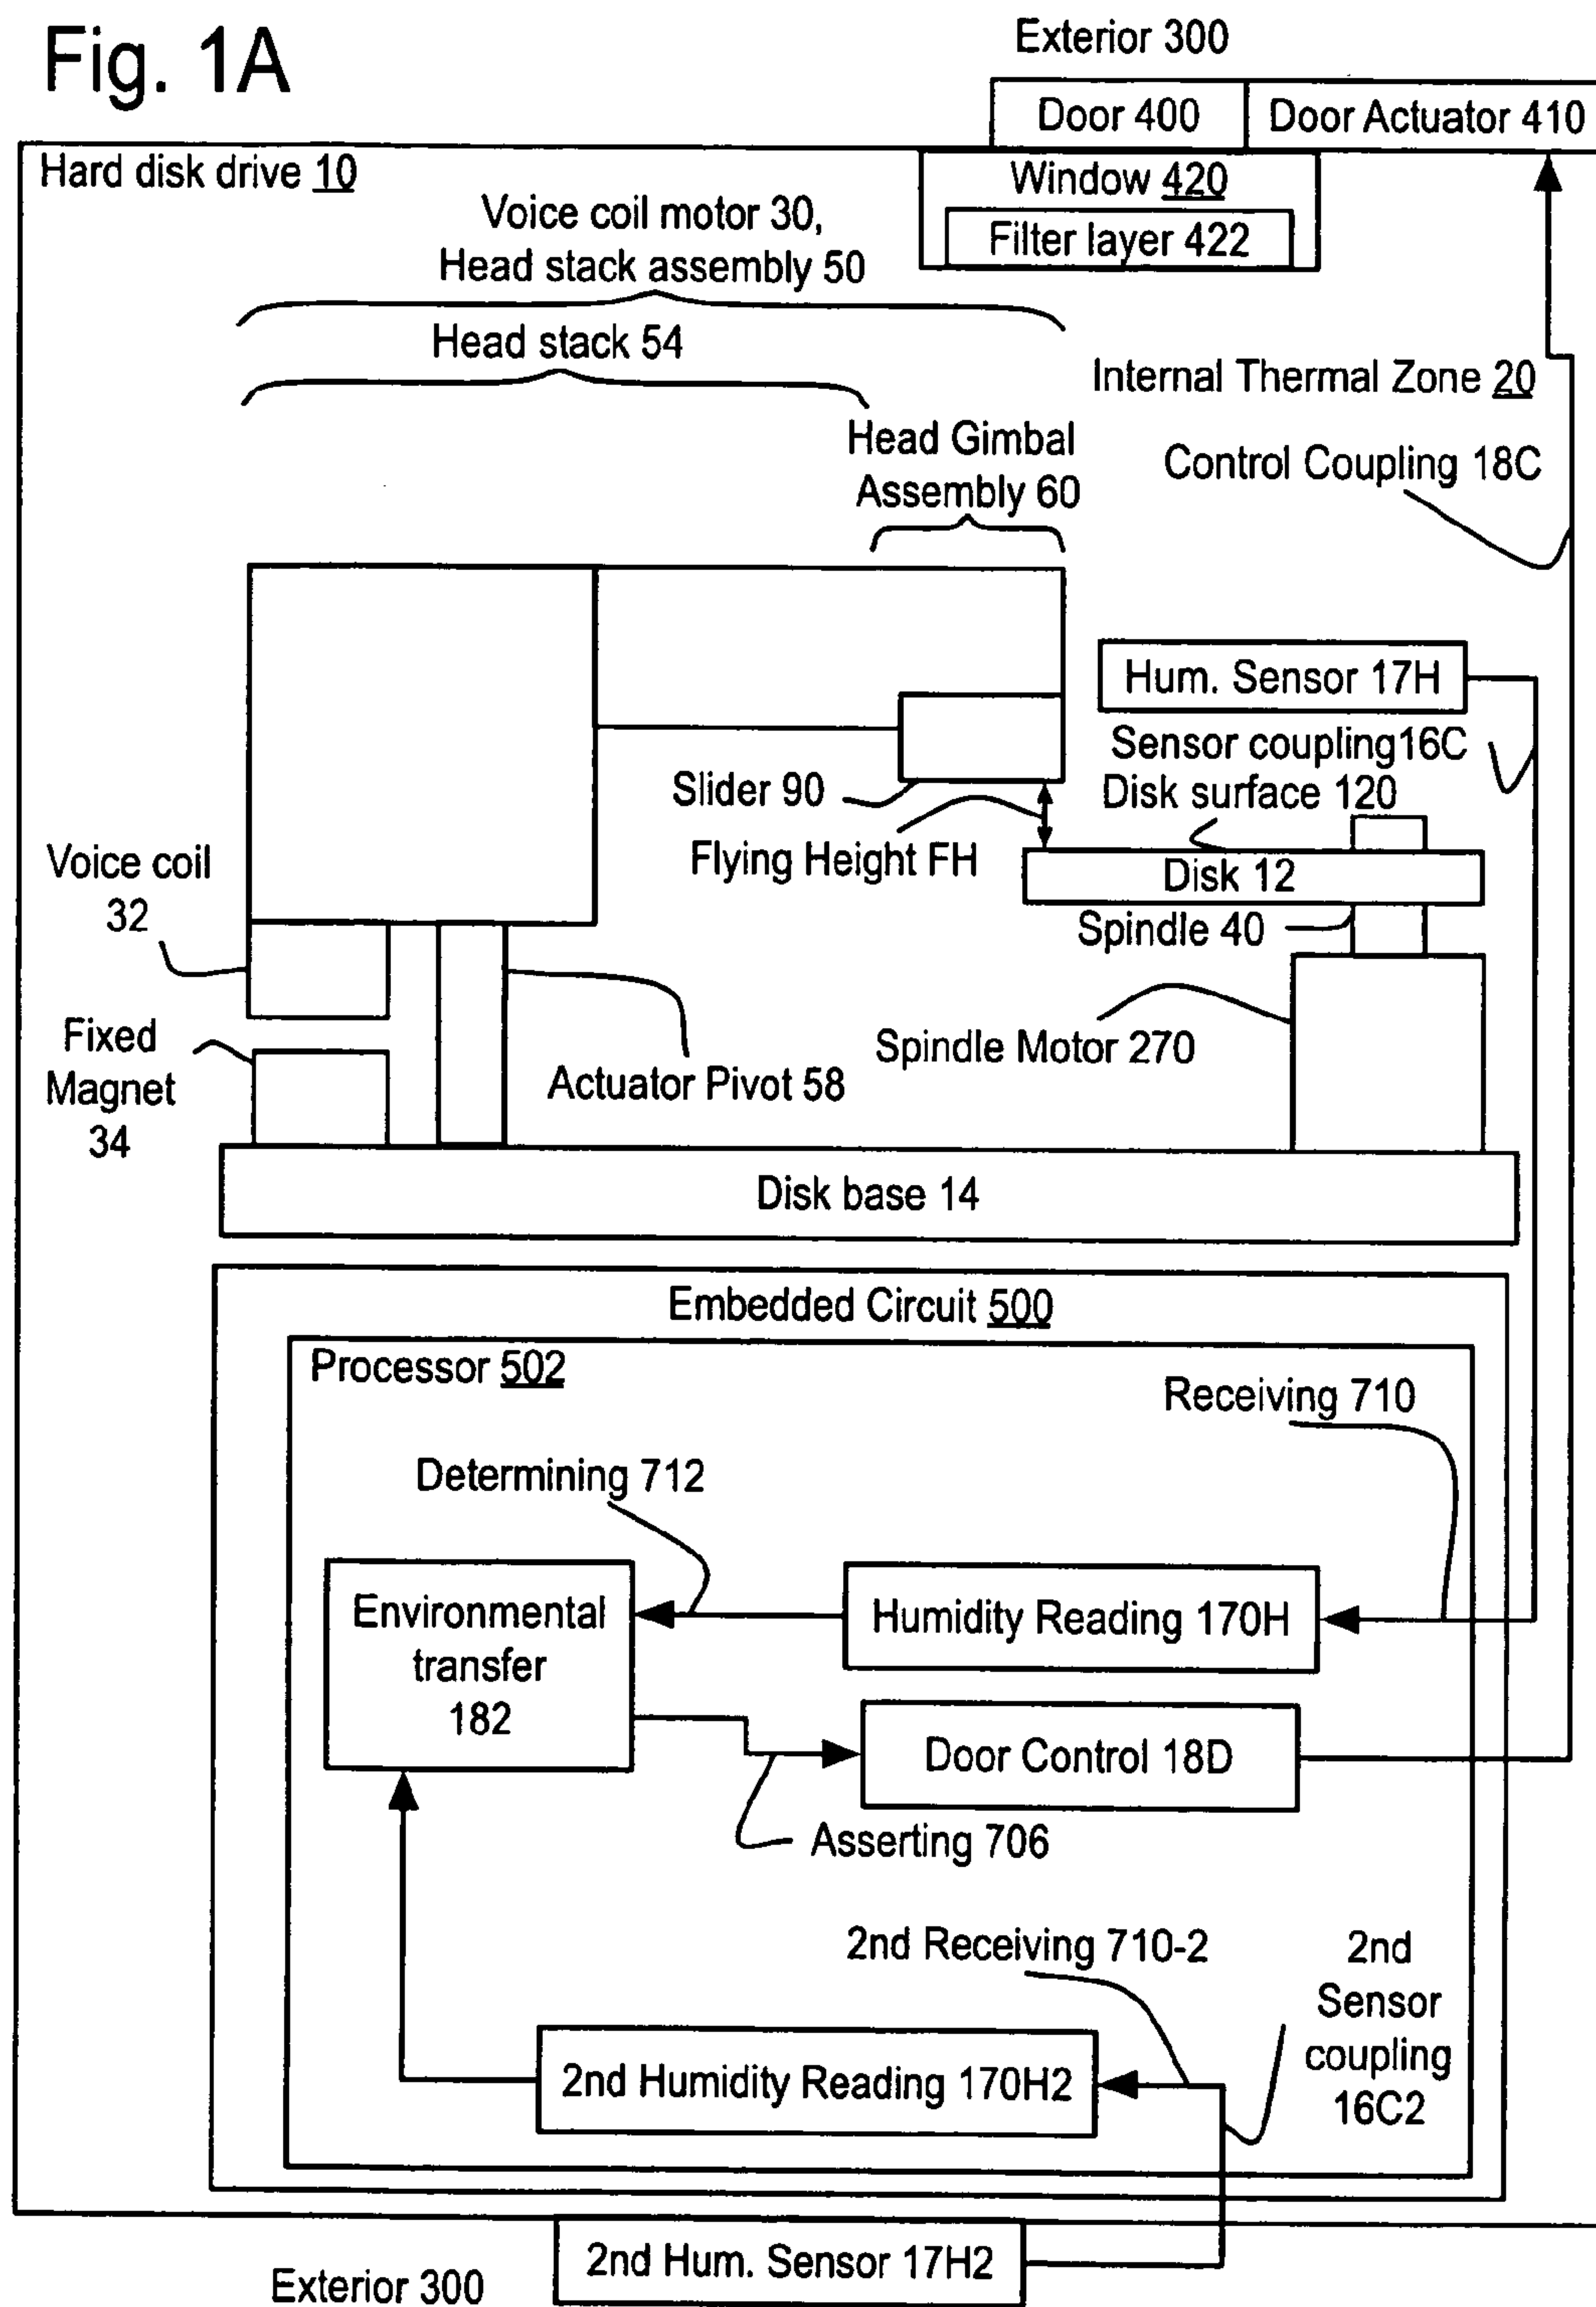 Fig. 1A
Exterior 300
Door 400
Door Actuator 410
Hard disk drive 10
Window 420
Filter layer 422
Voice coil motor 30,
Head stack assembly 50
Head stack 54
Internal Thermal Zone 20
Head Gimbal
Assembly 60
Control Coupling 18C
Hum. Sensor 17H
Sensor coupling16C
Slider 90
Disk surface 120
Flying Height FH
Disk 12
Voice coil
32
Spindle 40
Fixed
Magnet
34
Actuator Pivot 58
Spindle Motor 270
Disk base 14
Embedded Circuit 500
Processor 502
Receiving 710
Determining 712
Environmental
transfer
182
Humidity Reading 170H
Door Control 18D
Asserting 706
2nd Receiving 710-2
2nd
Sensor
coupling
16C2
2nd Humidity Reading 170H2
2nd Hum. Sensor 17H2
Exterior 300